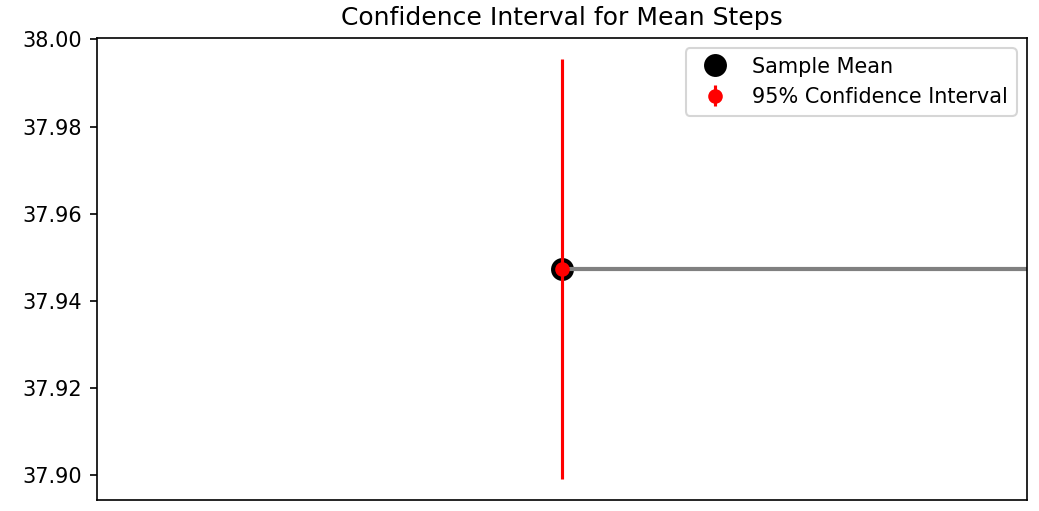 Confidence Interval for Mean Steps
38.00
37.98
37.96
37.94
37.92
37.90
Sample Mean
95% Confidence Interval